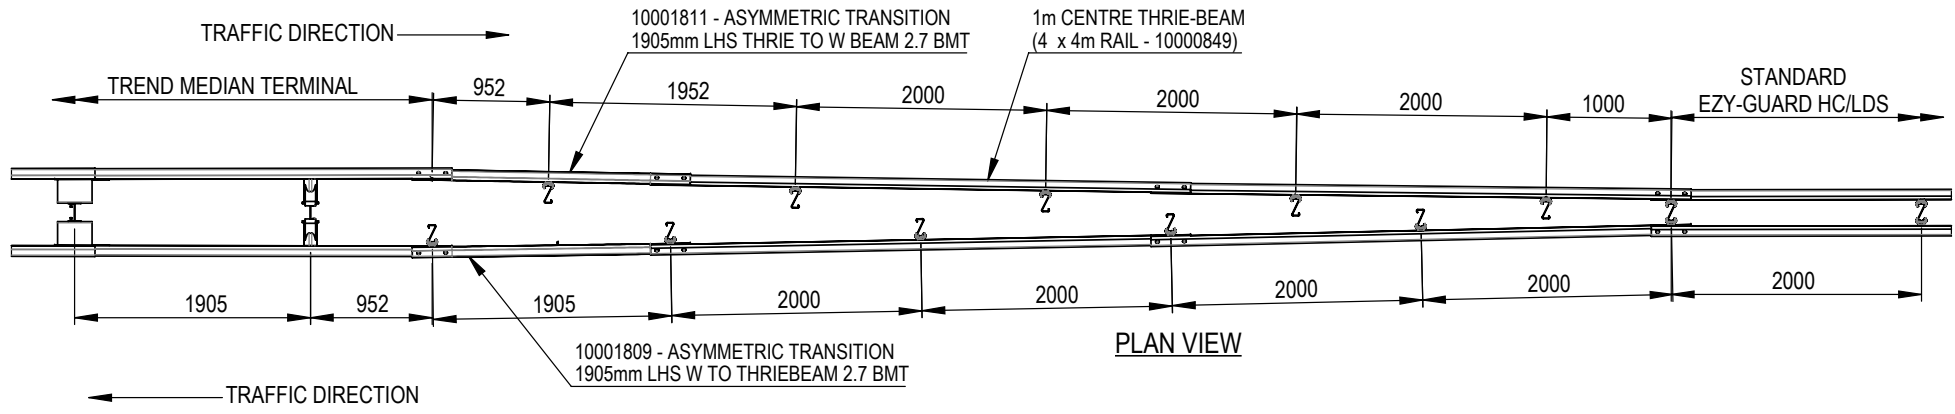 10001811 - ASYMMETRIC TRANSITION
1905mm LHS THRIE TO W BEAM 2.7 BMT
1m CENTRE THRIE-BEAM
(4 x 4m RAIL - 10000849)
TRAFFIC DIRECTION
TREND MEDIAN TERMINAL
952
1952
2000
2000
2000
1000
STANDARD
EZY-GUARD HC/LDS
1905
952
1905
2000
2000
2000
2000
2000
PLAN VIEW
10001809 - ASYMMETRIC TRANSITION
1905mm LHS W TO THRIEBEAM 2.7 BMT
TRAFFIC DIRECTION